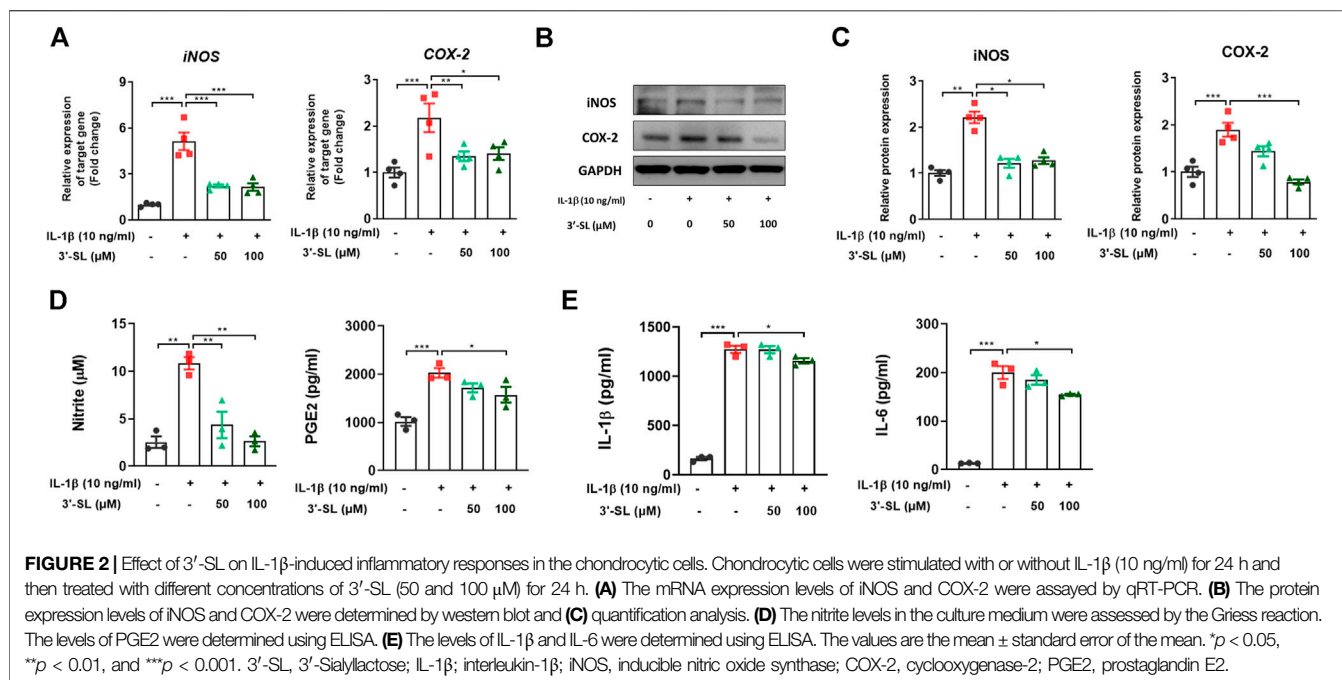 A
iNOS
Relative expression
of target gene
(Fold change)
9
6
3
0
***
***
***
IL-1β (10 ng/ml) - + + +
3'-SL (μM) - - 50 100
COX-2
Relative expression
of target gene
(Fold change)
3
2
1
0
***
**
*
IL-1β (10 ng/ml) - + + +
3'-SL (μM) - - 50 100
B
iNOS
COX-2
GAPDH
IL-1β (10 ng/ml) - + + +
3'-SL (μM) 0 0 50 100
C
iNOS
Relative protein expression
3
2
1
0
**
*
*
IL-1β (10 ng/ml) - + + +
3'-SL (μM) - - 50 100
COX-2
Relative protein expression
3
2
1
0
***
***
IL-1β (10 ng/ml) - + + +
3'-SL (μM) - - 50 100
D
Nitrite (μM)
15
10
5
0
**
**
**
IL-1β (10 ng/ml) - + + +
3'-SL (μM) - - 50 100
PGE2 (pg/ml)
3000
2000
1000
0
***
*
IL-1β (10 ng/ml) - + + +
3'-SL (μM) - - 50 100
E
IL-1β (pg/ml)
1500
1000
500
0
***
*
IL-1β (10 ng/ml) - + + +
3'-SL (μM) - - 50 100
IL-6 (pg/ml)
300
200
100
0
***
*
IL-1β (10 ng/ml) - + + +
3'-SL (μM) - - 50 100
FIGURE 2 | Effect of 3′-SL on IL-1β-induced inflammatory responses in the chondrocytic cells. Chondrocytic cells were stimulated with or without IL-1β (10 ng/ml) for 24 h and
then treated with different concentrations of 3′-SL (50 and 100 μM) for 24 h. (A) The mRNA expression levels of iNOS and COX-2 were assayed by qRT-PCR. (B) The protein
expression levels of iNOS and COX-2 were determined by western blot and (C) quantification analysis. (D) The nitrite levels in the culture medium were assessed by the Griess reaction.
The levels of PGE2 were determined using ELISA. (E) The levels of IL-1β and IL-6 were determined using ELISA. The values are the mean ± standard error of the mean. *p < 0.05,
**p < 0.01, and ***p < 0.001. 3′-SL, 3′-Sialyllactose; IL-1β; interleukin-1β; iNOS, inducible nitric oxide synthase; COX-2, cyclooxygenase-2; PGE2, prostaglandin E2.